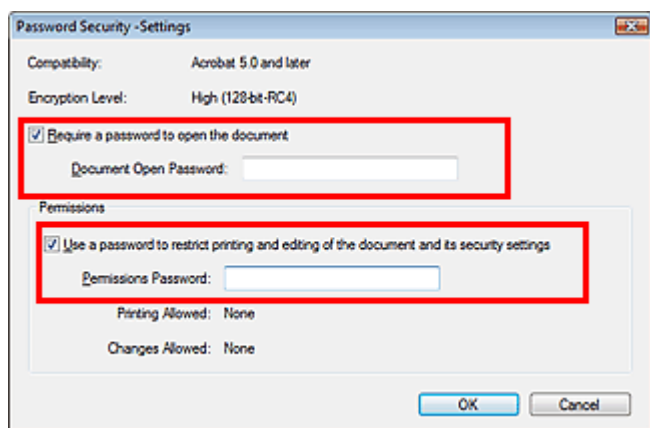 Password Security -Settings
Compatibility: Acrobat 5.0 and later
Encryption Level: High (128-bit-RC4)
Require a password to open the document
Document Open Password:
Permissions
Use a password to restrict printing and editing of the document and its security settings
Permissions Password:
Printing Allowed: None
Changes Allowed: None
OK Cancel